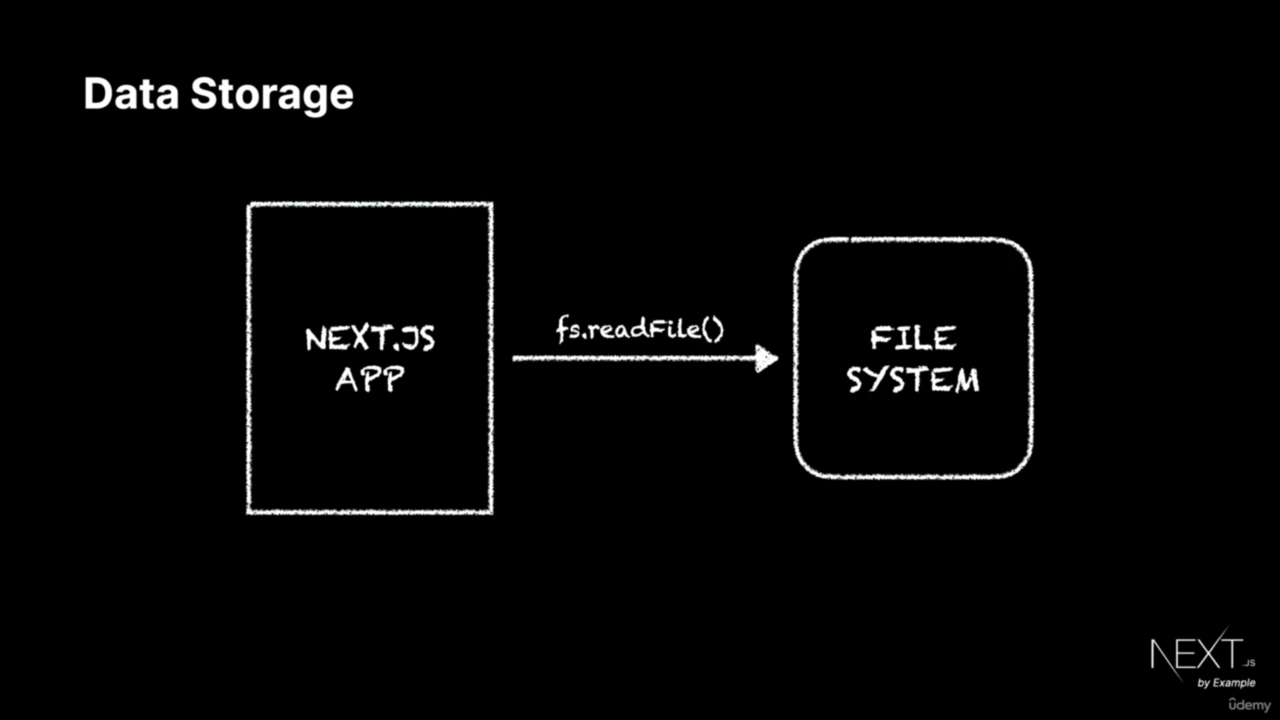 Data Storage
NEXT.JS
APP
fs.readFile()
FILE
SYSTEM
NEXT.JS
by Example
ûdemy